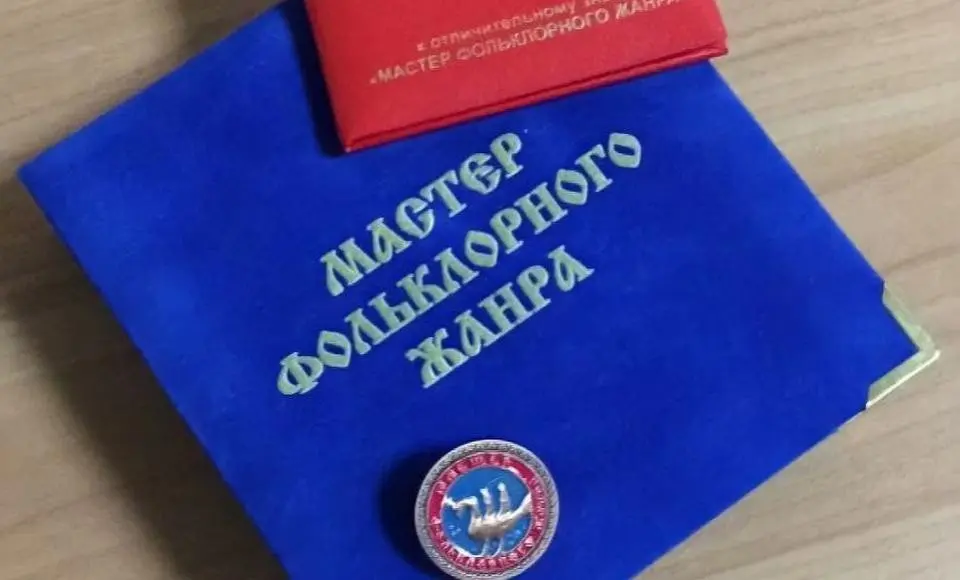 к отличительному
«МАСТЕР ФОЛЬКЛОРНОГО ЖАНРА»
МАСТЕР
ФОЛЬКЛОРНОГО
ЖАНРА